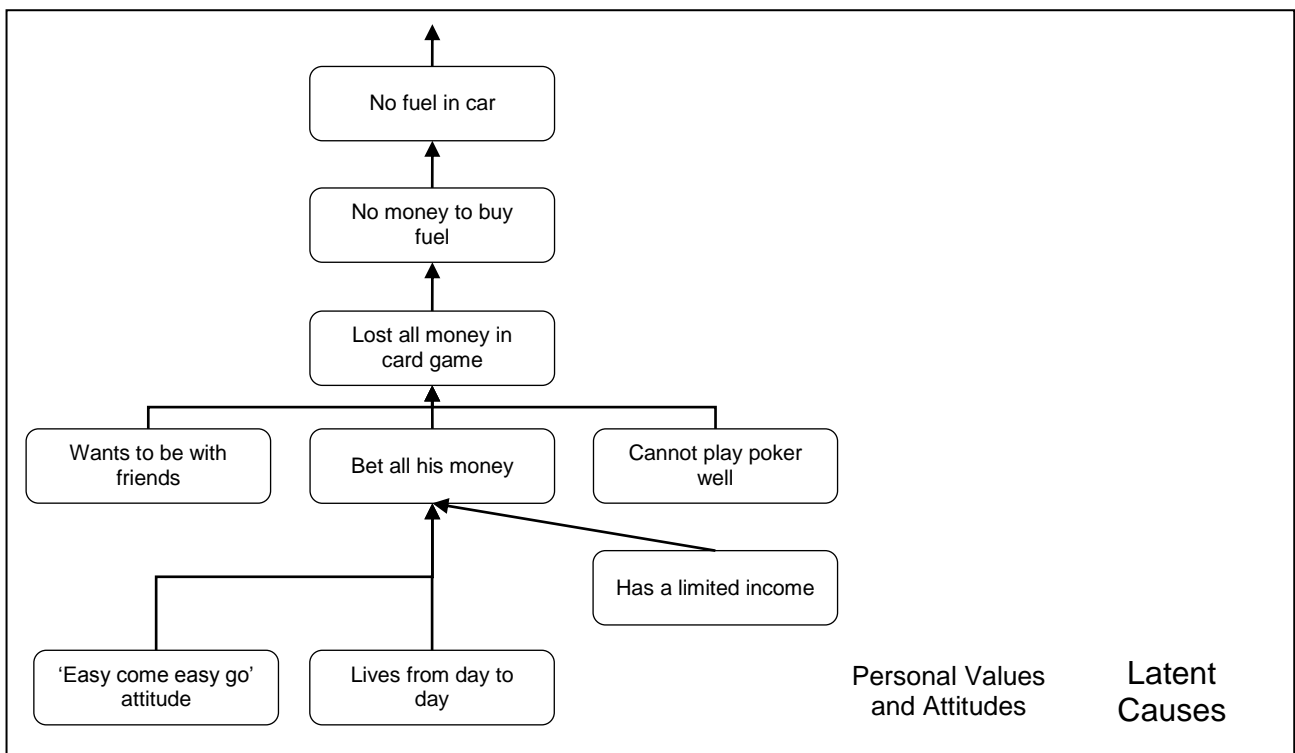 No fuel in car
No money to buy
fuel
Lost all money in
card game
Wants to be with
friends
Bet all his money
Cannot play poker
well
Has a limited income
‘Easy come easy go’
attitude
Lives from day to
day
Personal Values
and Attitudes
Latent
Causes